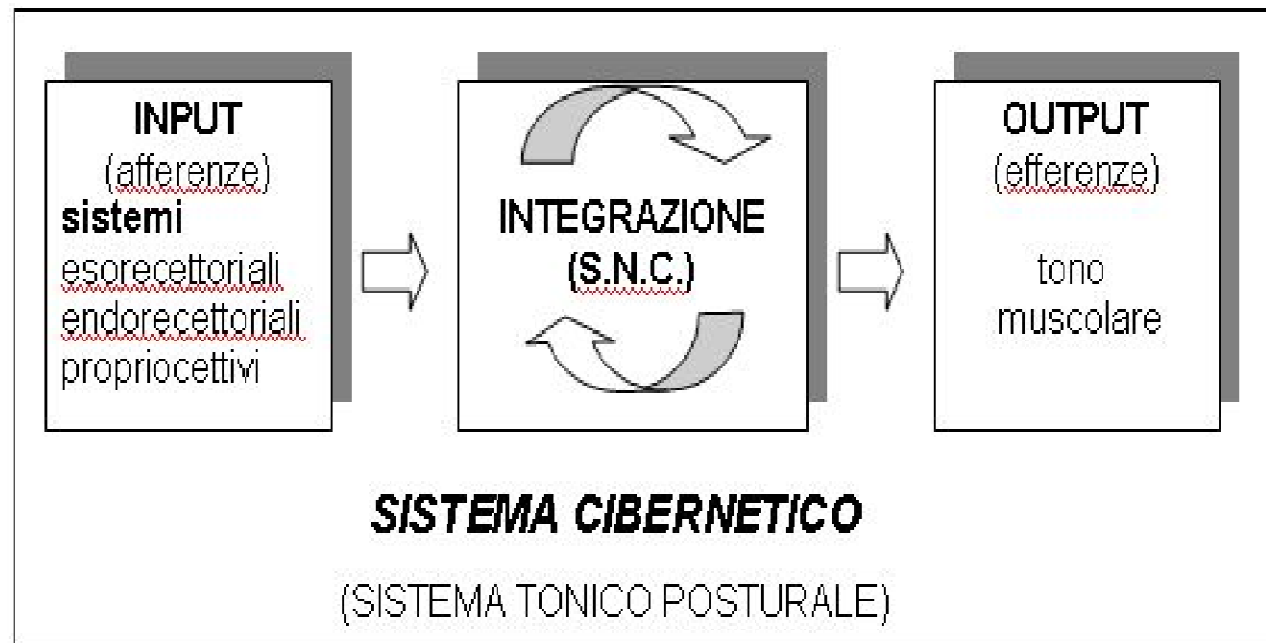 INPUT
(afferenze)
sistemi
esorecettoriali
endorecettoriali
propriocettivi
INTEGRAZIONE
(S.N.C.)
OUTPUT
(efferenze)
tono
muscolare
SISTEMA CIBERNETICO
(SISTEMA TONICO POSTURALE)